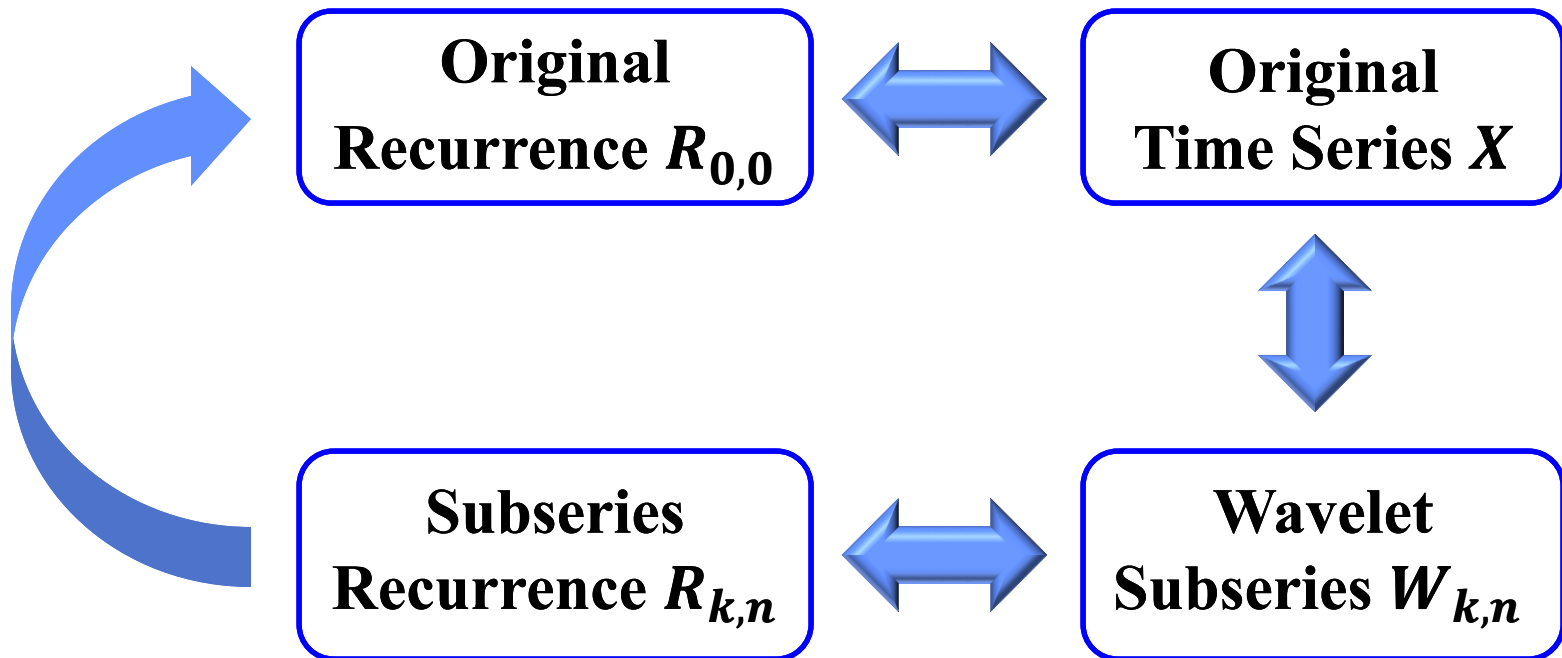 Original
Recurrence R₀,₀
Original
Time Series X
Subseries
Recurrence Rₖ,ₙ
Wavelet
Subseries Wₖ,ₙ